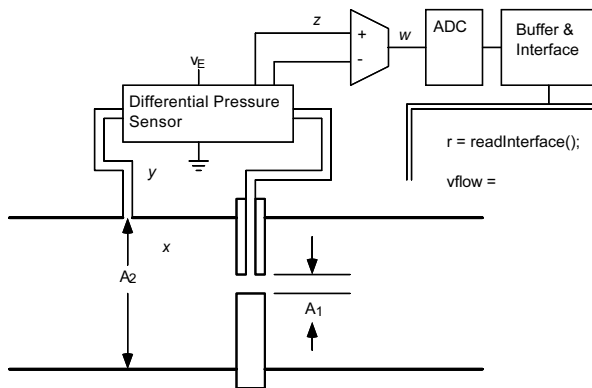 z
w
+
-
ADC
Buffer &
Interface
vE
Differential Pressure
Sensor
r = readInterface();
y
vflow =
x
A2
A1